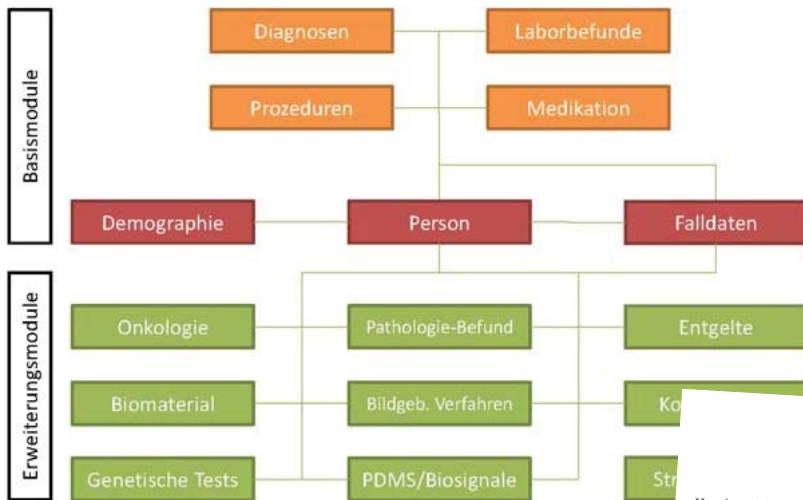 Basismodule
Diagnosen
Laborbefunde
Prozeduren
Medikation
Demographie
Person
Falldaten
Erweiterungsmodule
Onkologie
Pathologie-Befund
Entgelte
Biomaterial
Bildgeb. Verfahren
Genetische Tests
PDMS/Biosignale